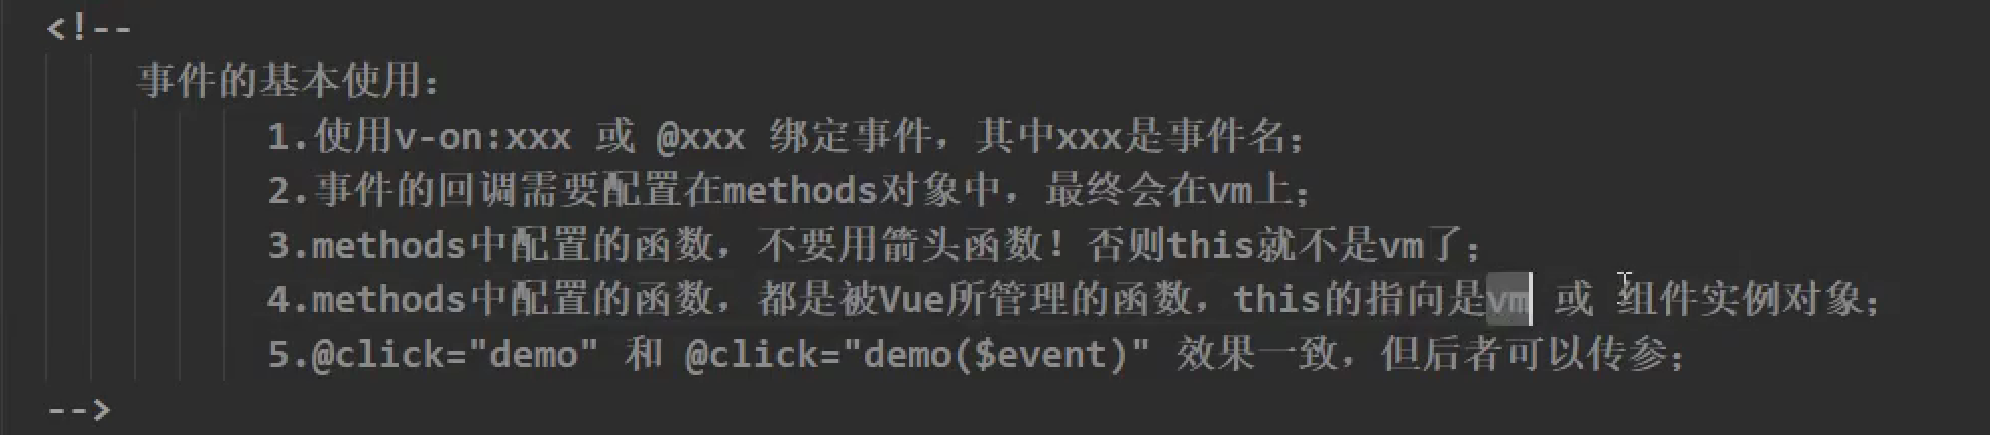 <!--
事件的基本使用：
1.使用v-on:xxx 或 @xxx 绑定事件，其中xxx是事件名；
2.事件的回调需要配置在methods对象中，最终会在vm上；
3.methods中配置的函数，不要用箭头函数！否则this就不是vm了；
4.methods中配置的函数，都是被Vue所管理的函数，this的指向是vm 或 组件实例对象；
5.@click="demo" 和 @click="demo($event)" 效果一致，但后者可以传参；
-->